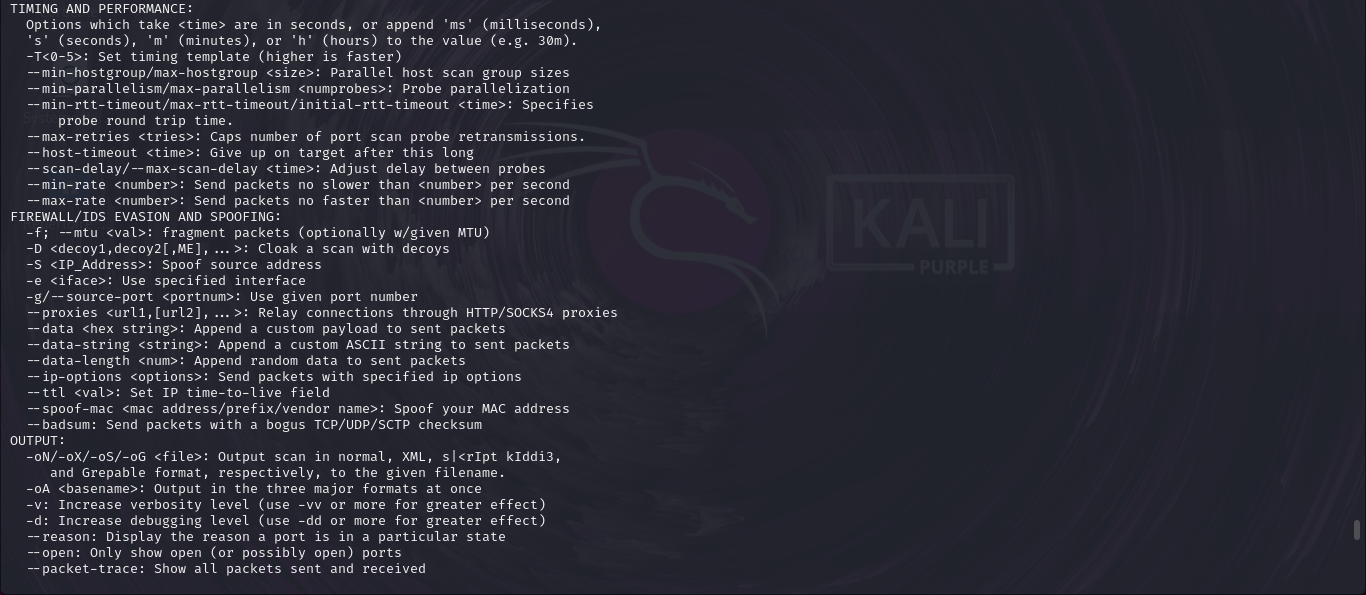 TIMING AND PERFORMANCE:
  Options which take <time> are in seconds, or append 'ms' (milliseconds),
  's' (seconds), 'm' (minutes), or 'h' (hours) to the value (e.g. 30m).
  -T<0-5>: Set timing template (higher is faster)
  --min-hostgroup/max-hostgroup <size>: Parallel host scan group sizes
  --min-parallelism/max-parallelism <numprobes>: Probe parallelization
  --min-rtt-timeout/max-rtt-timeout/initial-rtt-timeout <time>: Specifies
      probe round trip time.
  --max-retries <tries>: Caps number of port scan probe retransmissions.
  --host-timeout <time>: Give up on target after this long
  --scan-delay/--max-scan-delay <time>: Adjust delay between probes
  --min-rate <number>: Send packets no slower than <number> per second
  --max-rate <number>: Send packets no faster than <number> per second
FIREWALL/IDS EVASION AND SPOOFING:
  -f; --mtu <val>: fragment packets (optionally w/given MTU)
  -D <decoy1,decoy2[,ME],...>: Cloak a scan with decoys
  -S <IP_Address>: Spoof source address
  -e <iface>: Use specified interface
  -g/--source-port <portnum>: Use given port number
  --proxies <url1,[url2],...>: Relay connections through HTTP/SOCKS4 proxies
  --data <hex string>: Append a custom payload to sent packets
  --data-string <string>: Append a custom ASCII string to sent packets
  --data-length <num>: Append random data to sent packets
  --ip-options <options>: Send packets with specified ip options
  --ttl <val>: Set IP time-to-live field
  --spoof-mac <mac address/prefix/vendor name>: Spoof your MAC address
  --badsum: Send packets with a bogus TCP/UDP/SCTP checksum
OUTPUT:
  -oN/-oX/-oS/-oG <file>: Output scan in normal, XML, s|<rIpt kIddi3,
     and Grepable format, respectively, to the given filename.
  -oA <basename>: Output in the three major formats at once
  -v: Increase verbosity level (use -vv or more for greater effect)
  -d: Increase debugging level (use -dd or more for greater effect)
  --reason: Display the reason a port is in a particular state
  --open: Only show open (or possibly open) ports
  --packet-trace: Show all packets sent and received
KALI
PURPLE